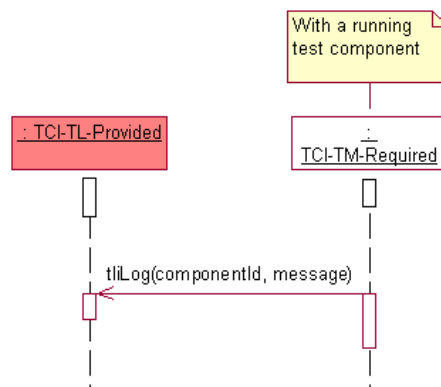 With a running
test component
: TCI-TL-Provided
:
TCI-TM-Required
tliLog(componentId, message)